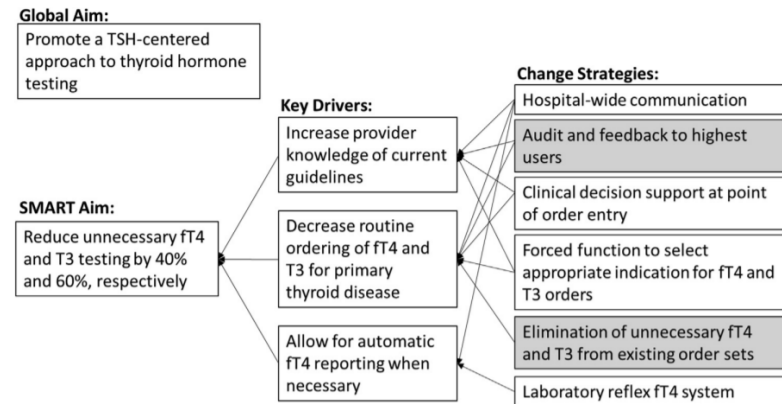 Global Aim:
Promote a TSH-centered
approach to thyroid hormone
testing
SMART Aim:
Reduce unnecessary fT4
and T3 testing by 40%
and 60%, respectively
Key Drivers:
Increase provider
knowledge of current
guidelines
Decrease routine
ordering of fT4 and
T3 for primary
thyroid disease
Allow for automatic
fT4 reporting when
necessary
Change Strategies:
Hospital-wide communication
Audit and feedback to highest
users
Clinical decision support at point
of order entry
Forced function to select
appropriate indication for fT4 and
T3 orders
Elimination of unnecessary fT4
and T3 from existing order sets
Laboratory reflex fT4 system